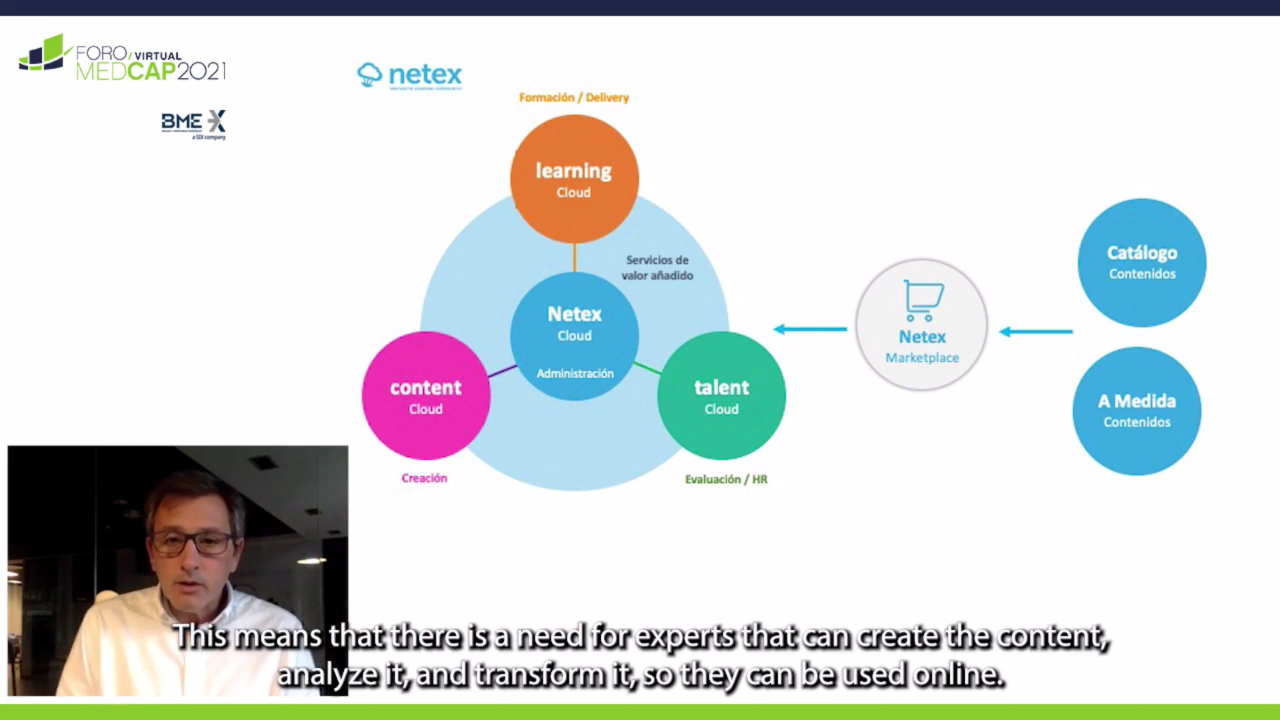 FORO / VIRTUAL
MEDCAP2021
BME X
a SIX company
netex
Formación / Delivery
learning
Cloud
Servicios de
valor añadido
Netex
Cloud
Administración
content
Cloud
talent
Cloud
Creación
Evaluación / HR
Netex
Marketplace
Catálogo
Contenidos
A Medida
Contenidos
This means that there is a need for experts that can create the content,
analyze it, and transform it, so they can be used online.